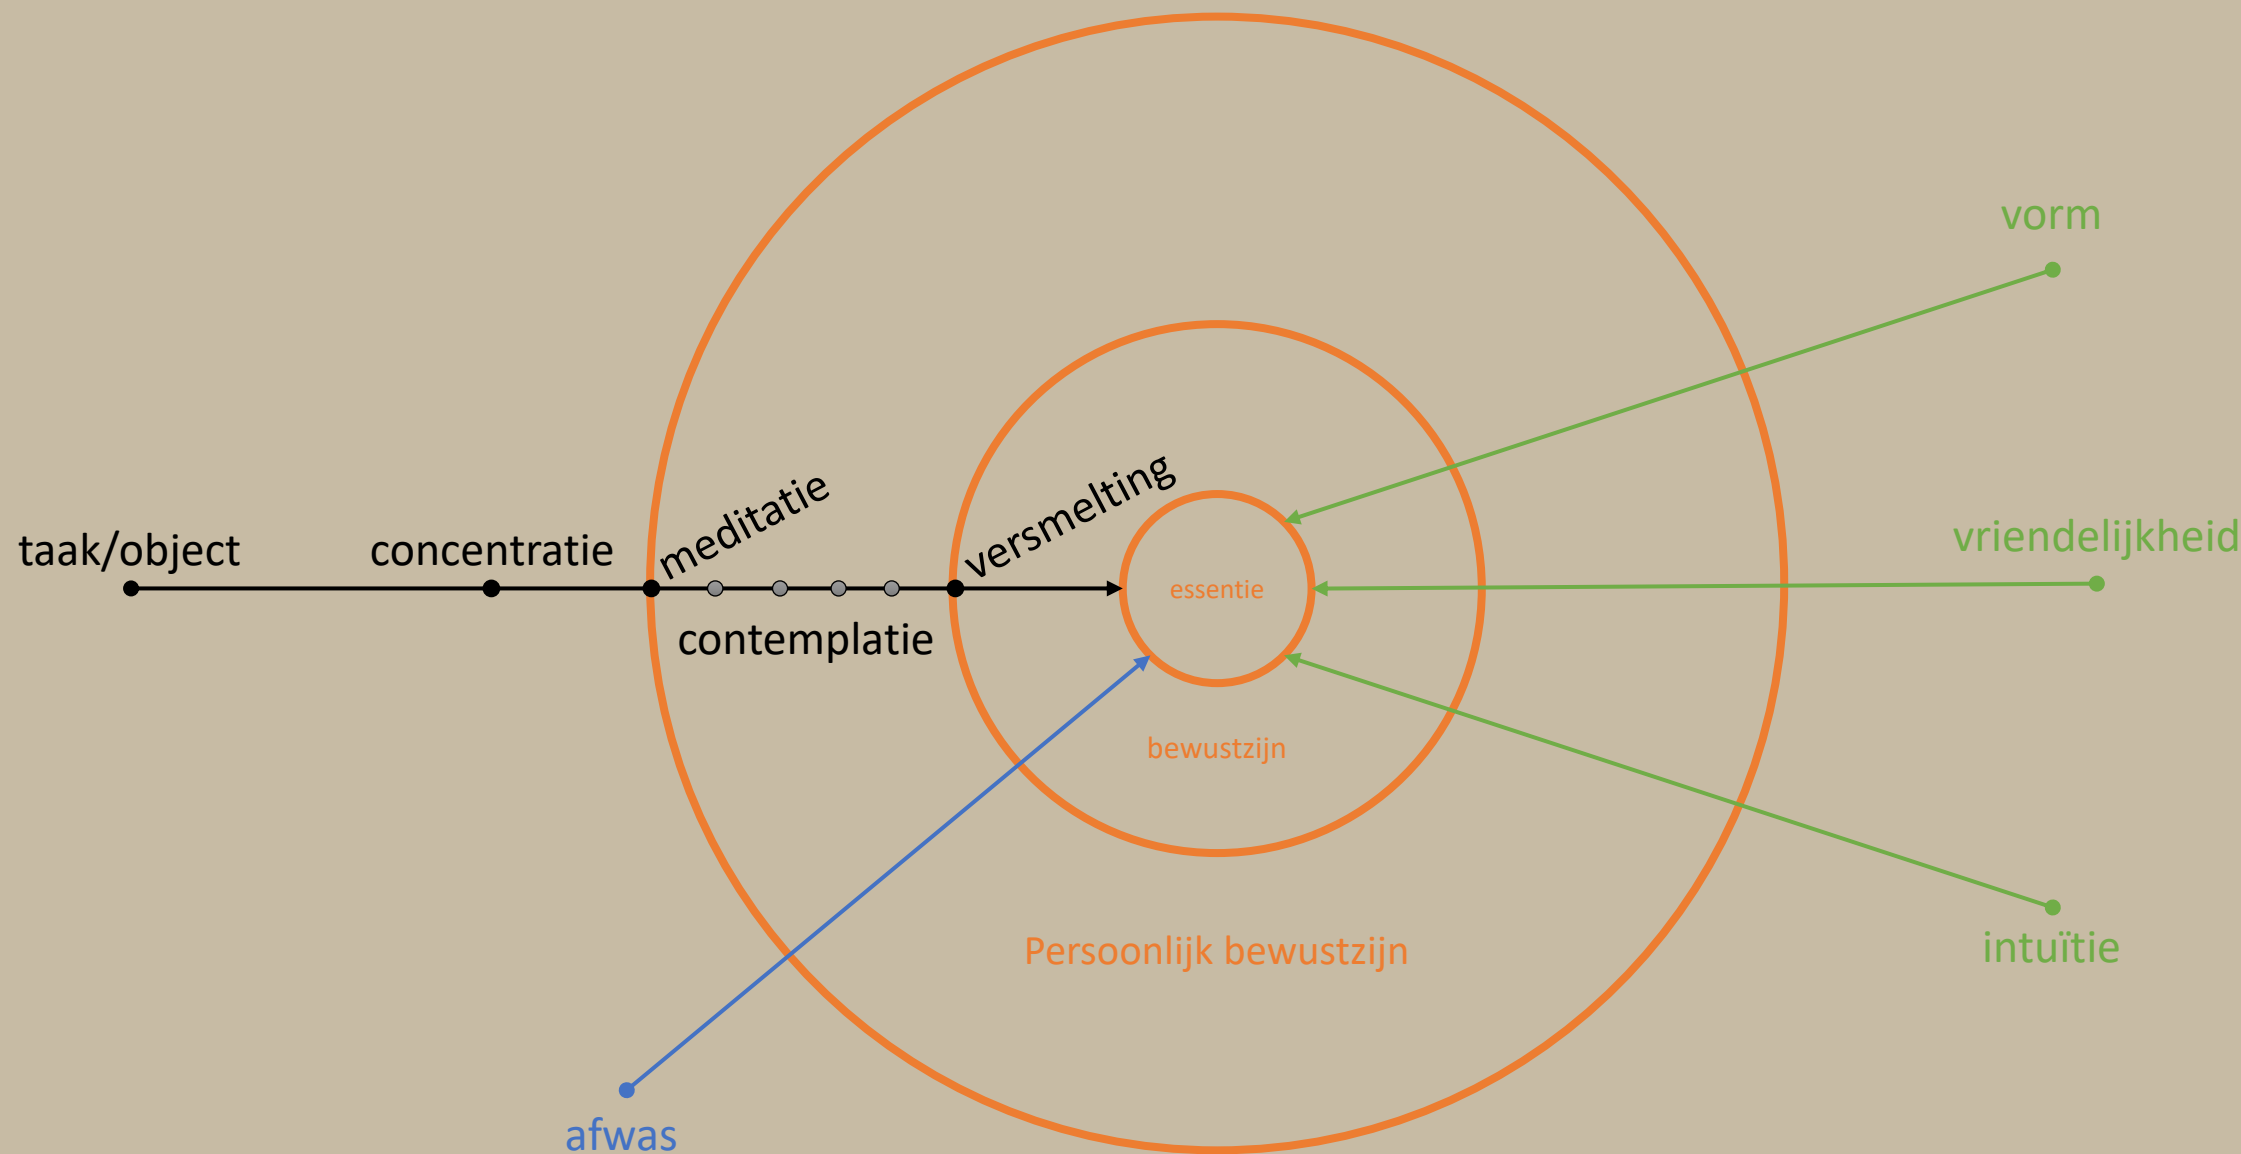 vorm
meditatie
versmelting
taak/object
concentratie
vriendelijkheid
essentie
contemplatie
bewustzijn
Persoonlijk bewustzijn
intuïtie
afwas